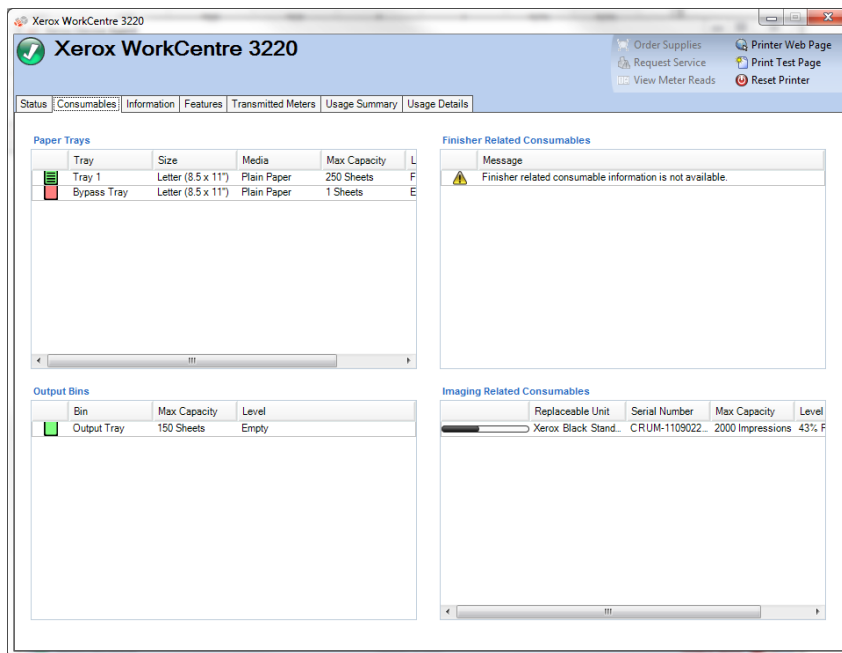 Xerox WorkCentre 3220
Xerox WorkCentre 3220
Order Supplies
Printer Web Page
Request Service
Print Test Page
View Meter Reads
Reset Printer
Status Consumables Information Features Transmitted Meters Usage Summary Usage Details
Paper Trays
Tray Size Media Max Capacity L
Tray 1 Letter (8.5 x 11") Plain Paper 250 Sheets F
Bypass Tray Letter (8.5 x 11") Plain Paper 1 Sheets E
Finisher Related Consumables
Message
Finisher related consumable information is not available.
Output Bins
Bin Max Capacity Level
Output Tray 150 Sheets Empty
Imaging Related Consumables
Replaceable Unit Serial Number Max Capacity Level
Xerox Black Stand... CRUM-1109022... 2000 Impressions 43% F